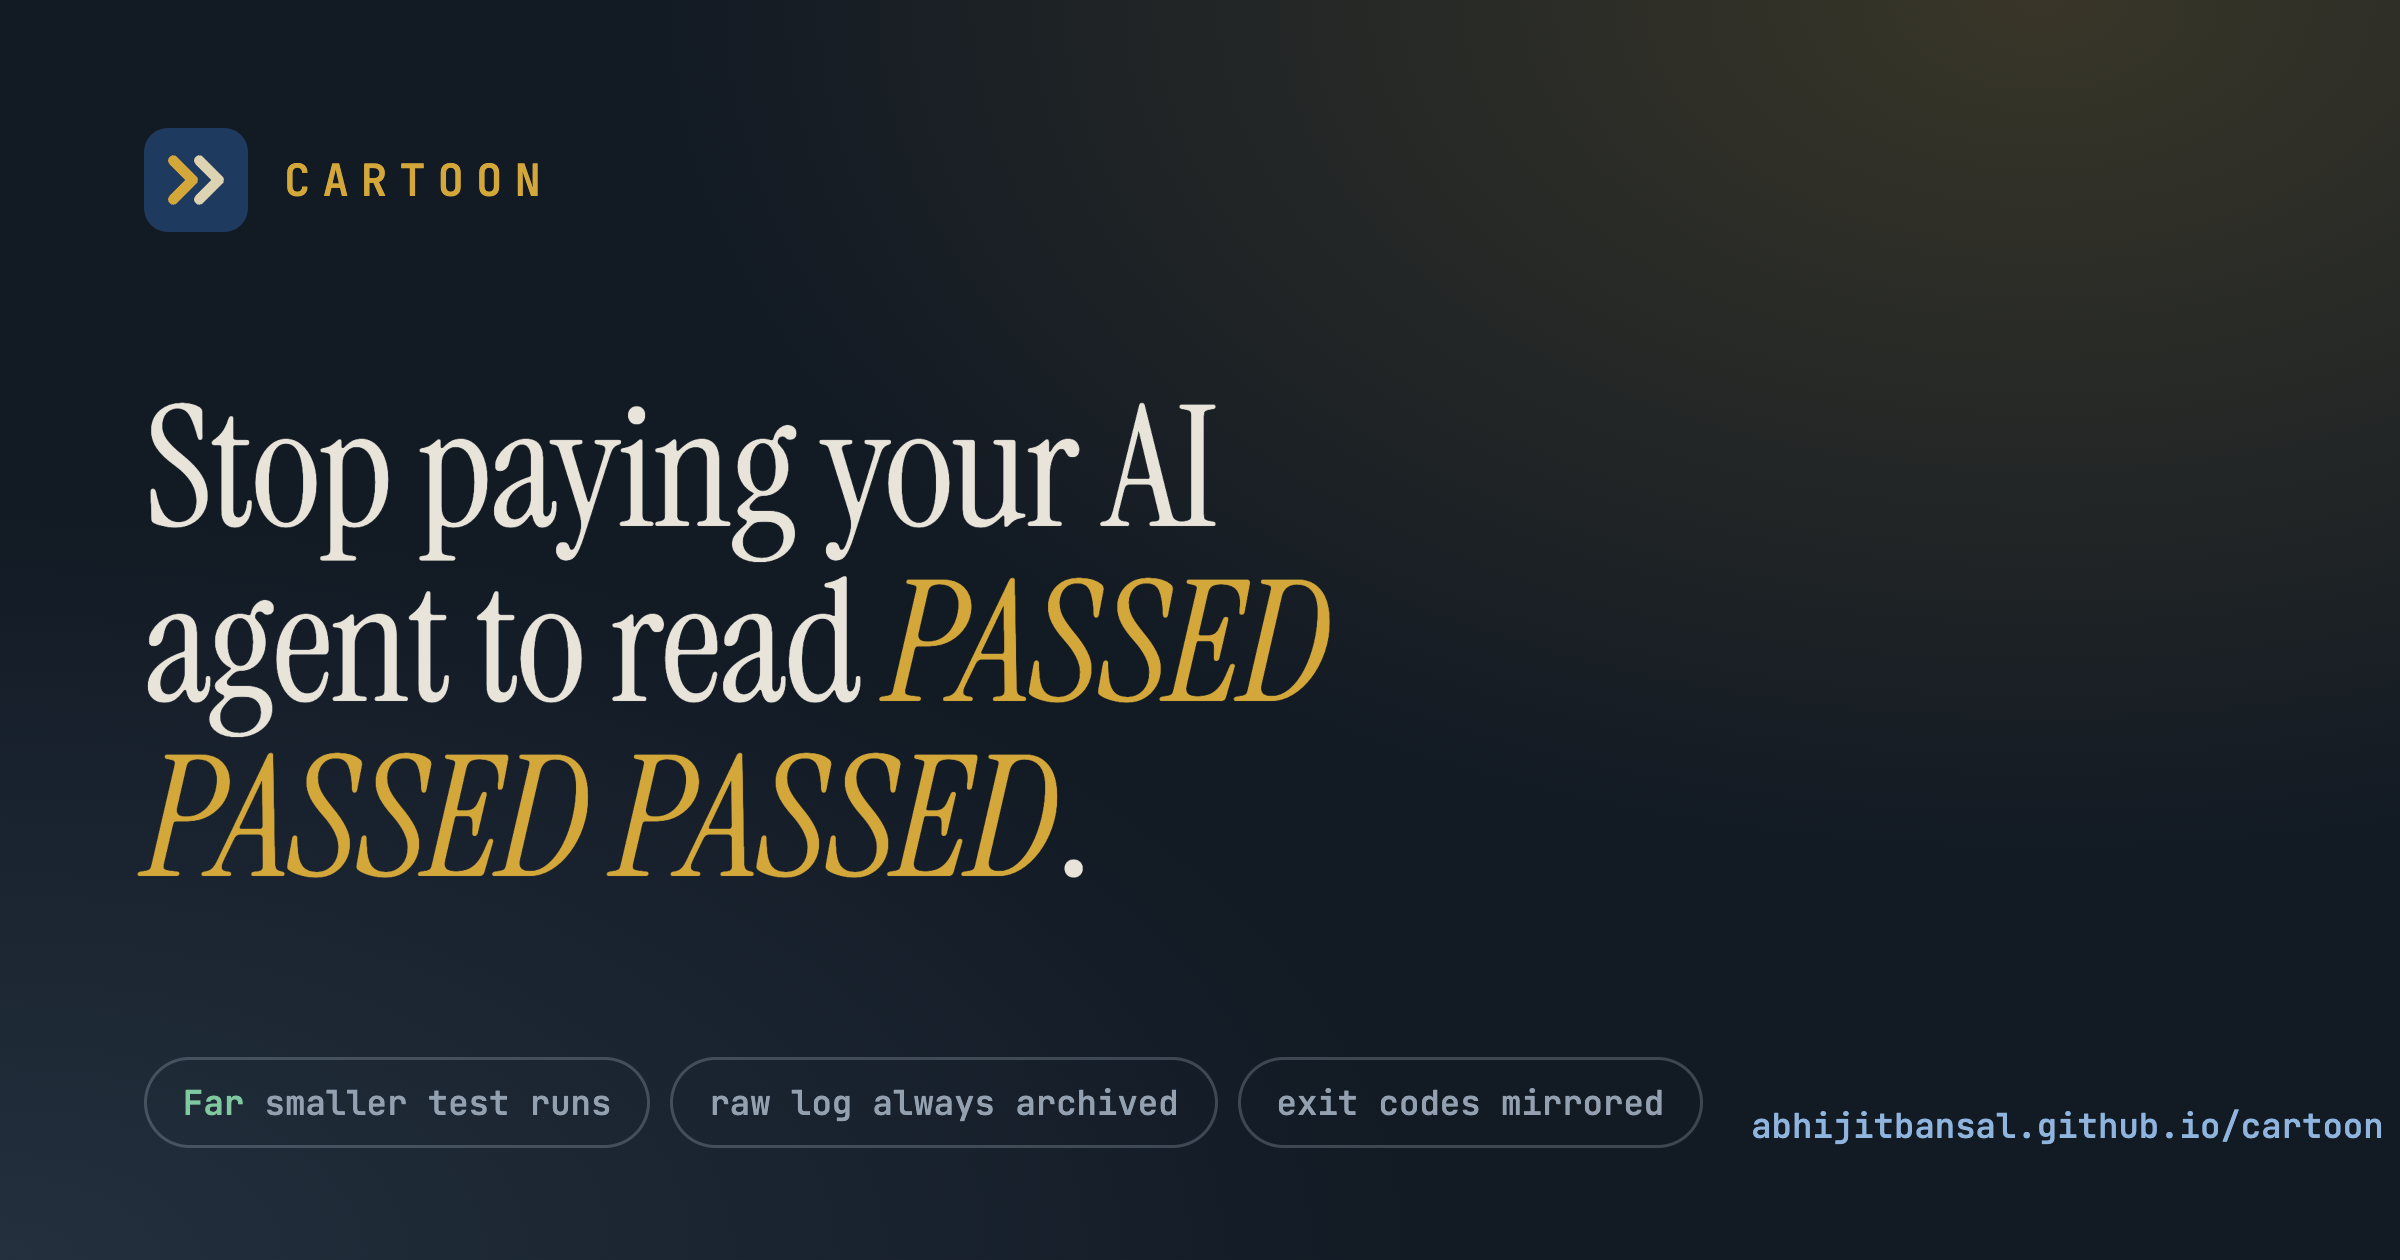 CARTOON
Stop paying your AI
agent to read PASSED
PASSED PASSED.
Far smaller test runs
raw log always archived
exit codes mirrored
abhijitbansal.github.io/cartoon